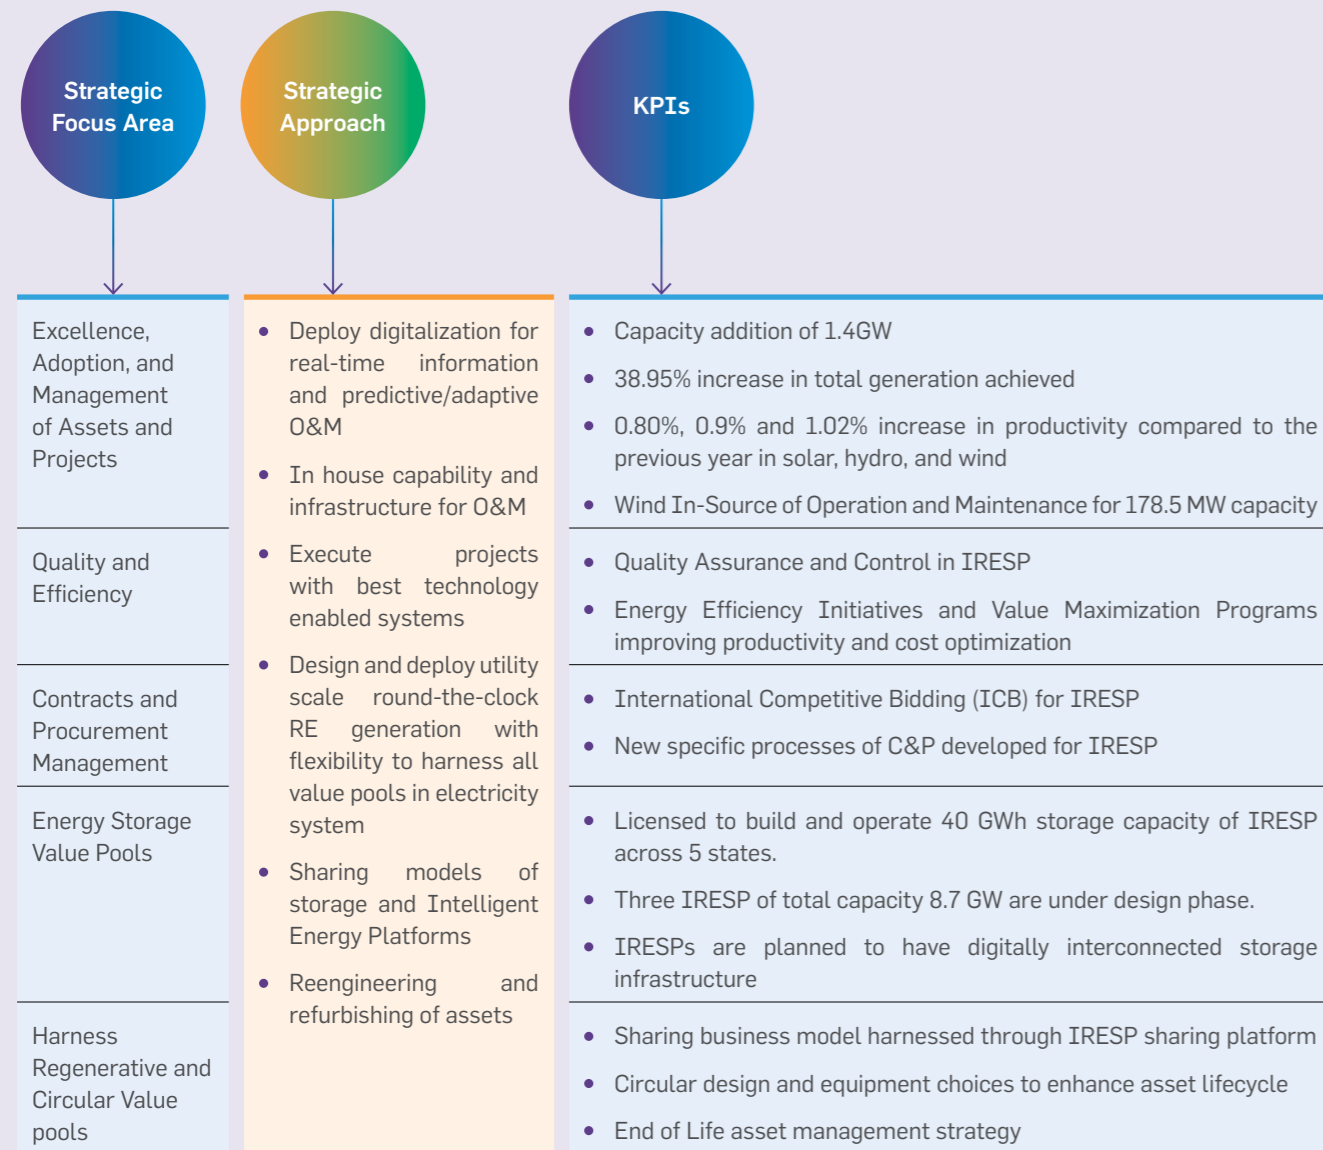 Strategic
Focus Area
Strategic
Approach
KPIs
Excellence,
Adoption, and
Management
of Assets and
Projects
Quality and
Efficiency
Contracts and
Procurement
Management
Energy Storage
Value Pools
Harness
Regenerative and
Circular Value
pools
• Deploy digitalization for
real-time information
and predictive/adaptive
O&M
• In house capability and
infrastructure for O&M
• Execute projects
with best technology
enabled systems
• Design and deploy utility
scale round-the-clock
RE generation with
flexibility to harness all
value pools in electricity
system
• Sharing models of
storage and Intelligent
Energy Platforms
• Reengineering and
refurbishing of assets
• Capacity addition of 1.4GW
• 38.95% increase in total generation achieved
• 0.80%, 0.9% and 1.02% increase in productivity compared to the
previous year in solar, hydro, and wind
• Wind In-Source of Operation and Maintenance for 178.5 MW capacity
• Quality Assurance and Control in IRESP
• Energy Efficiency Initiatives and Value Maximization Programs
improving productivity and cost optimization
• International Competitive Bidding (ICB) for IRESP
• New specific processes of C&P developed for IRESP
• Licensed to build and operate 40 GWh storage capacity of IRESP
across 5 states.
• Three IRESP of total capacity 8.7 GW are under design phase.
• IRESPs are planned to have digitally interconnected storage
infrastructure
• Sharing business model harnessed through IRESP sharing platform
• Circular design and equipment choices to enhance asset lifecycle
• End of Life asset management strategy